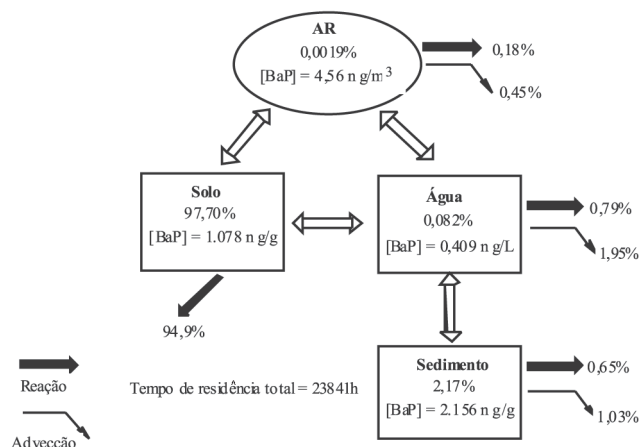 AR
0,0019%
[BaP] = 4,56 n g/m3
0,18%
0,45%
Solo
97,70%
[BaP] = 1.078 n g/g
94,9%
Água
0,082%
[BaP] = 0,409 n g/L
0,79%
1,95%
Sedimento
2,17%
[BaP] = 2.156 n g/g
0,65%
1,03%
Reação
Tempo de residência total = 23841h
Advecção